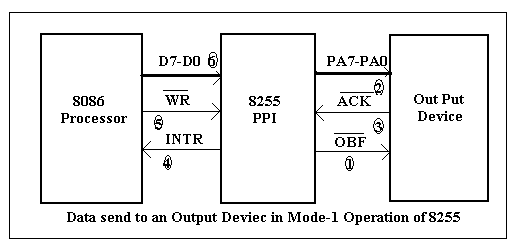 D7-D0 ⑥
PA7-PA0
②
8086
Processor
WR
⑤
8255
PPI
ACK
③
Out Put
Device
INTR
④
OBF
①
Data send to an Output Deviec in Mode-1 Operation of 8255